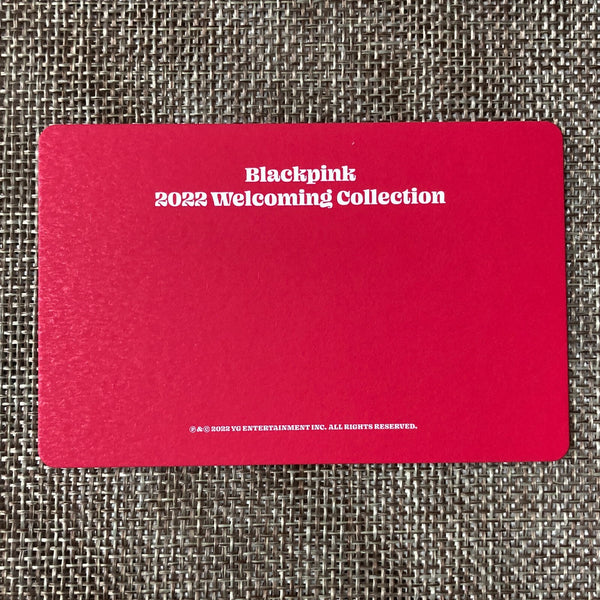 Blackpink
2022 Welcoming Collection
℗ & © 2022 YG ENTERTAINMENT INC. ALL RIGHTS RESERVED.